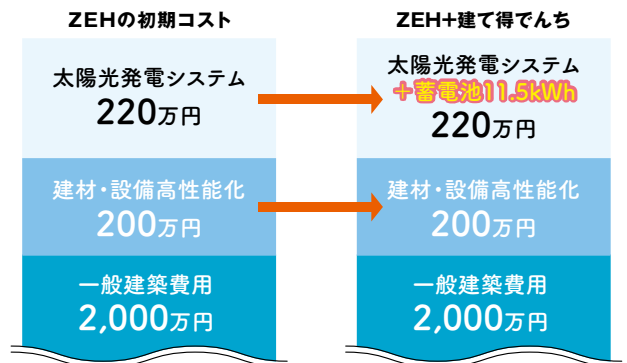 ZEHの初期コスト
太陽光発電システム
220万円
建材・設備高性能化
200万円
一般建築費用
2,000万円
ZEH+建て得でんち
太陽光発電システム
+蓄電池11.5kWh
220万円
建材・設備高性能化
200万円
一般建築費用
2,000万円